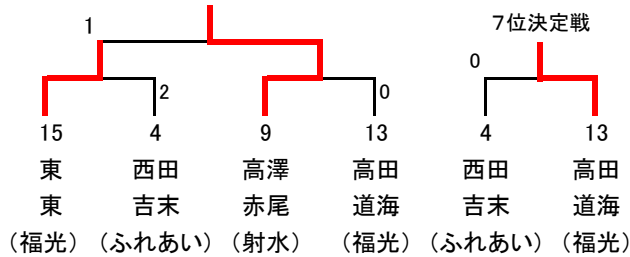 1
7位決定戦
0
2
0
15 4 9 13 4 13
東 西田 高澤 高田 西田 高田
東 吉末 赤尾 道海 吉末 道海
(福光) (ふれあい) (射水) (福光) (ふれあい) (福光)